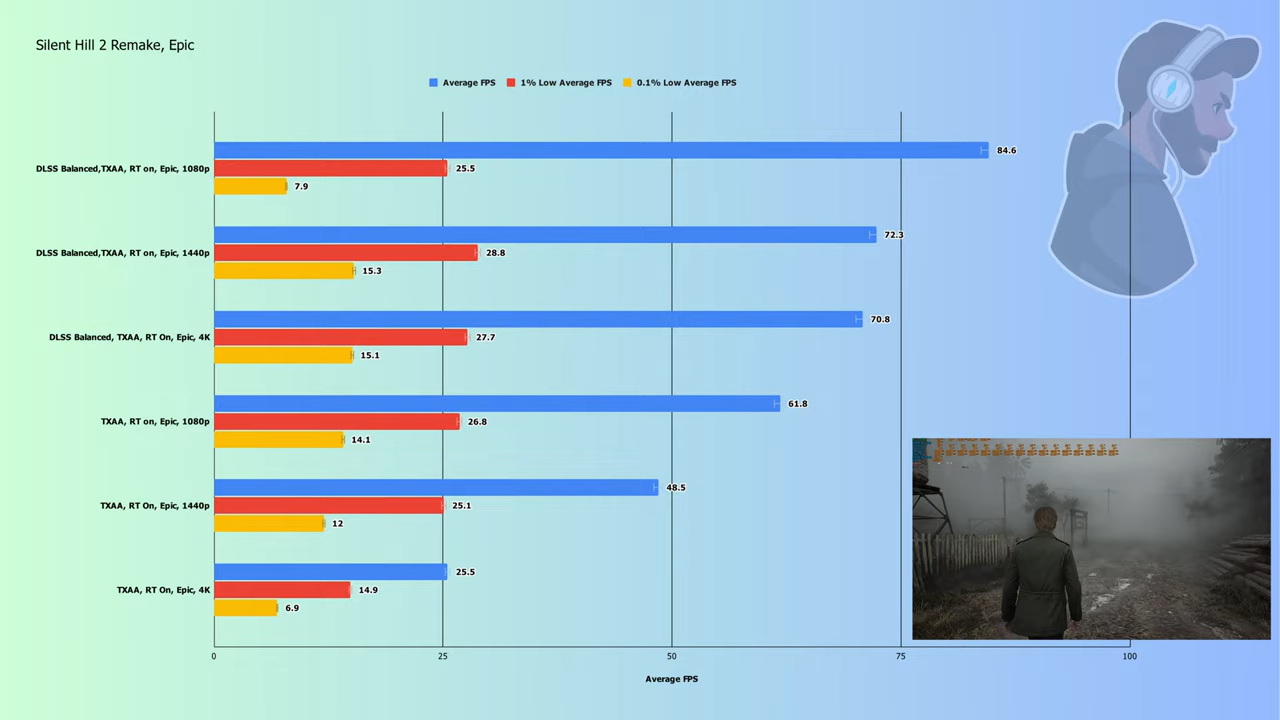 Silent Hill 2 Remake, Epic
Average FPS 1% Low Average FPS 0.1% Low Average FPS
DLSS Balanced,TXAA, RT on, Epic, 1080p
84.6
25.5
7.9
DLSS Balanced,TXAA, RT on, Epic, 1440p
72.3
28.8
15.3
DLSS Balanced, TXAA, RT On, Epic, 4K
70.8
27.7
15.1
TXAA, RT on, Epic, 1080p
61.8
26.8
14.1
TXAA, RT On, Epic, 1440p
48.5
25.1
12
TXAA, RT On, Epic, 4K
25.5
14.9
6.9
0 25 50 75 100
Average FPS